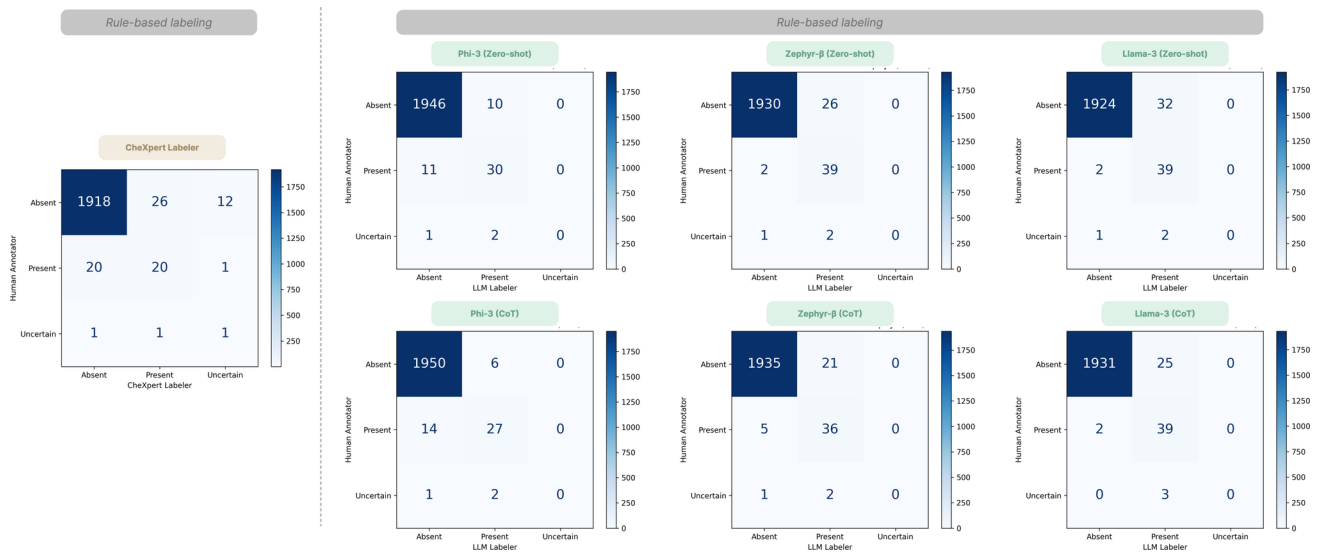 Rule-based labeling
Rule-based labeling
CheXpert Labeler
Human Annotator
Absent
1918 26 12
Present
20 20 1
Uncertain
1 1 1
Absent Present Uncertain
CheXpert Labeler
1750
1500
1250
1000
750
500
250
Phi-3 (Zero-shot)
Human Annotator
Absent
1946 10 0
Present
11 30 0
Uncertain
1 2 0
Absent Present Uncertain
LLM Labeler
1750
1500
1250
1000
750
500
250
0
Zephyr-β (Zero-shot)
Human Annotator
Absent
1930 26 0
Present
2 39 0
Uncertain
1 2 0
Absent Present Uncertain
LLM Labeler
1750
1500
1250
1000
750
500
250
0
Llama-3 (Zero-shot)
Human Annotator
Absent
1924 32 0
Present
2 39 0
Uncertain
1 2 0
Absent Present Uncertain
LLM Labeler
1750
1500
1250
1000
750
500
250
0
Phi-3 (CoT)
Human Annotator
Absent
1950 6 0
Present
14 27 0
Uncertain
1 2 0
Absent Present Uncertain
LLM Labeler
1750
1500
1250
1000
750
500
250
0
Zephyr-β (CoT)
Human Annotator
Absent
1935 21 0
Present
5 36 0
Uncertain
1 2 0
Absent Present Uncertain
LLM Labeler
1750
1500
1250
1000
750
500
250
0
Llama-3 (CoT)
Human Annotator
Absent
1931 25 0
Present
2 39 0
Uncertain
0 3 0
Absent Present Uncertain
LLM Labeler
1750
1500
1250
1000
750
500
250
0